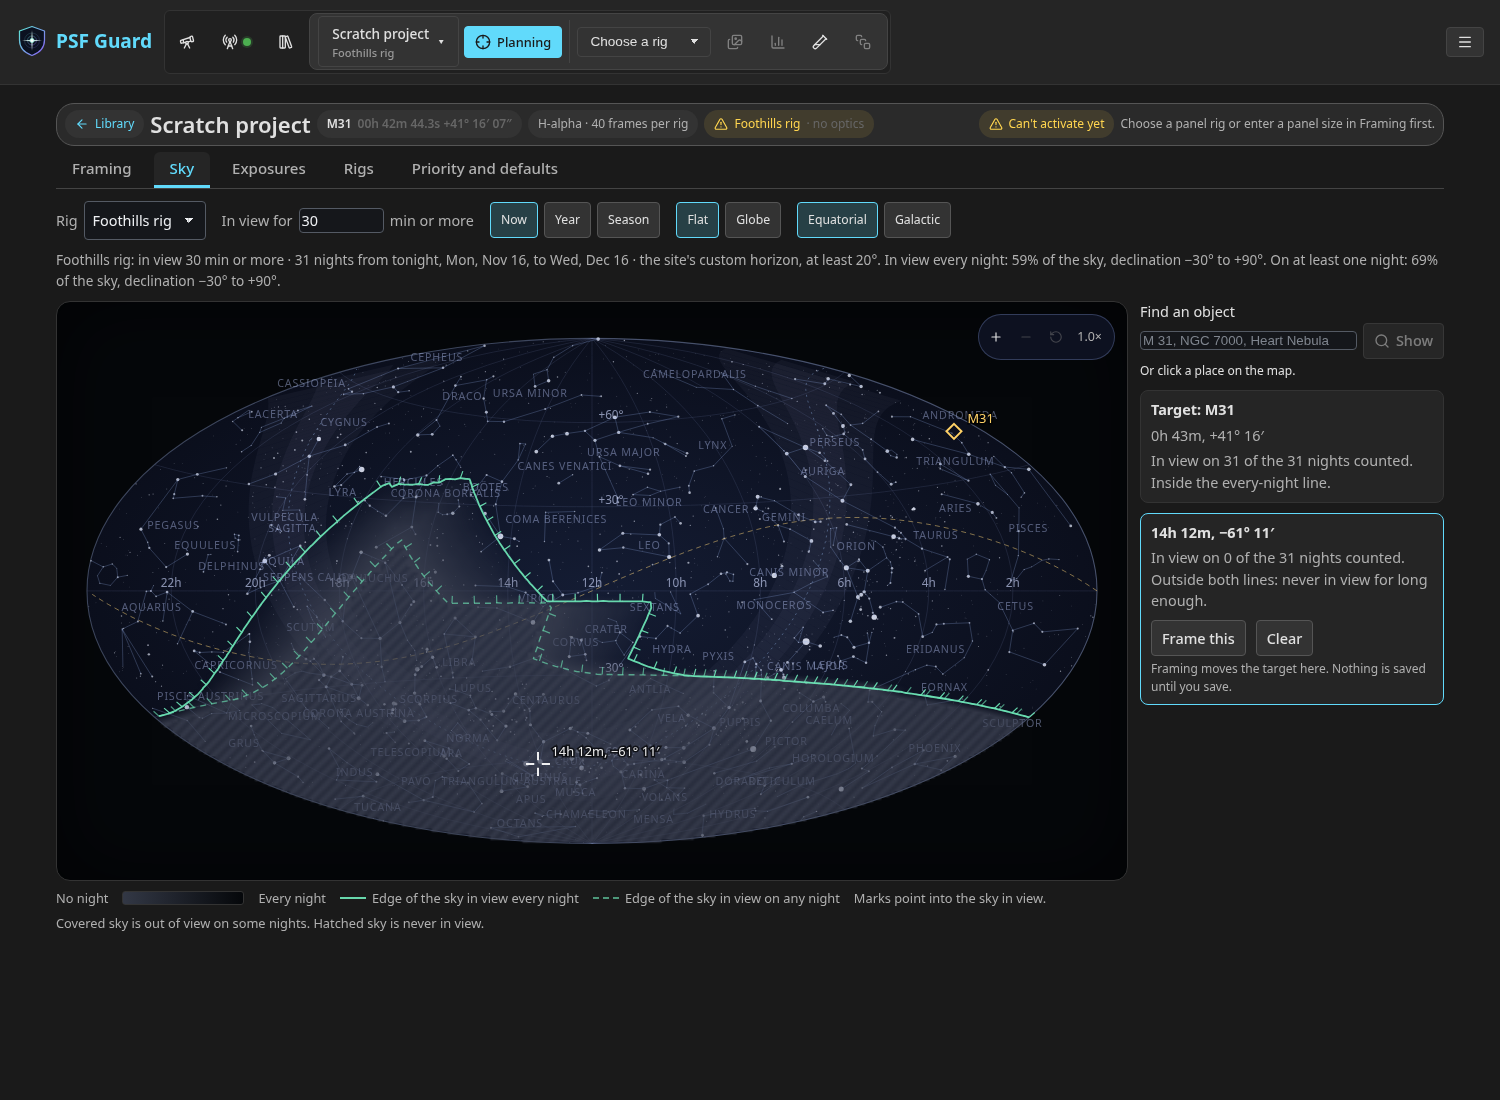 PSF Guard
Scratch project
Foothills rig
Planning
Choose a rig
Library
Scratch project
M31 00h 42m 44.3s +41° 16′ 07″
H-alpha · 40 frames per rig
Foothills rig · no optics
Can't activate yet
Choose a panel rig or enter a panel size in Framing first.
Framing
Sky
Exposures
Rigs
Priority and defaults
Rig
Foothills rig
In view for
30
min or more
Now
Year
Season
Flat
Globe
Equatorial
Galactic
Foothills rig: in view 30 min or more · 31 nights from tonight, Mon, Nov 16, to Wed, Dec 16 · the site's custom horizon, at least 20°. In view every night: 59% of the sky, declination −30° to +90°. On at least one night: 69%
of the sky, declination −30° to +90°.
1.0×
CEPHEUS
CAMELOPARDALIS
CASSIOPEIA
DRACO
URSA MINOR
LACERTA
CYGNUS
+60°
ANDROMEDA
M31
PERSEUS
LYNX
URSA MAJOR
CANES VENATICI
TRIANGULUM
AURIGA
HERCULES
BOOTES
LYRA
CORONA BOREALIS
+30°
LEO MINOR
CANCER
GEMINI
ARIES
VULPECULA
SAGITTA
COMA BERENICES
PEGASUS
PISCES
TAURUS
EQUULEUS
LEO
ORION
DELPHINUS
AQUILA
CANIS MINOR
SERPENS CAUDA
OPHIUCHUS
22h
20h
18h
16h
14h
12h
10h
8h
6h
4h
2h
AQUARIUS
SEXTANS
MONOCEROS
CETUS
SCUTUM
CRATER
CORVUS
HYDRA
PYXIS
ERIDANUS
LIBRA
CAPRICORNUS
−30°
CANIS MAJOR
LEPUS
LUPUS
ANTLIA
FORNAX
PISCIS AUSTRINUS
SAGITTARIUS
SCORPIUS
CENTAURUS
MICROSCOPIUM
CORONA AUSTRINA
VELA
PUPPIS
COLUMBA
CAELUM
SCULPTOR
GRUS
NORMA
TELESCOPIUM
ARA
PICTOR
PHOENIX
HOROLOGIUM
14h 12m, −61° 11′
INDUS
PAVO
TRIANGULUM AUSTRALE
CARINA
DORADO
RETICULUM
MUSCA
APUS
VOLANS
TUCANA
CHAMAELEON
MENSA
HYDRUS
OCTANS
Find an object
M 31, NGC 7000, Heart Nebula
Show
Or click a place on the map.
Target: M31
0h 43m, +41° 16′
In view on 31 of the 31 nights counted.
Inside the every-night line.
14h 12m, −61° 11′
In view on 0 of the 31 nights counted.
Outside both lines: never in view for long
enough.
Frame this
Clear
Framing moves the target here. Nothing is saved
until you save.
No night
Every night
Edge of the sky in view every night
Edge of the sky in view on any night
Marks point into the sky in view.
Covered sky is out of view on some nights. Hatched sky is never in view.